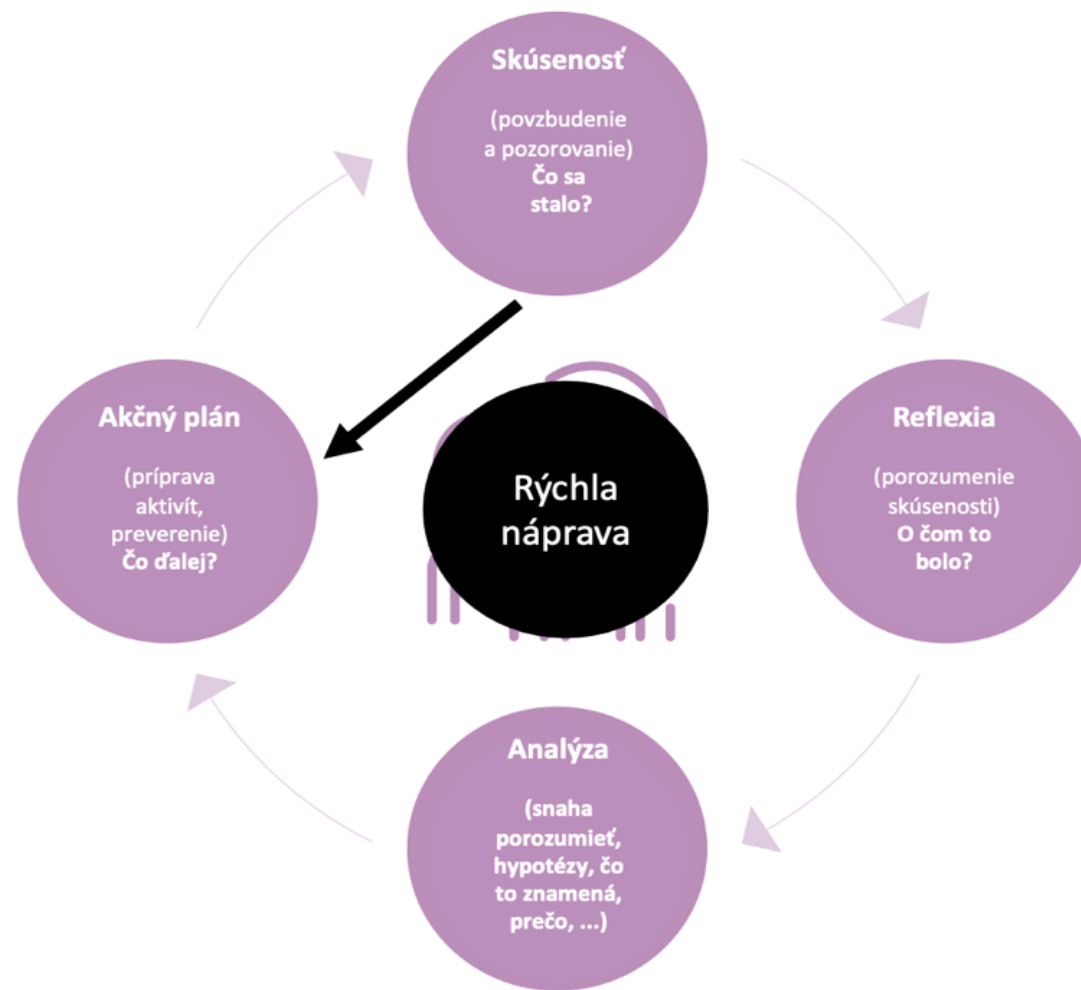 Skúsenosť
(povzbudenie
a pozorovanie)
Čo sa
stalo?
Reflexia
(porozumenie
skúsenosti)
O čom to
bolo?
Analýza
(snaha
porozumieť,
hypotézy, čo
to znamená,
prečo, ...)
Akčný plán
(príprava
aktivít,
preverenie)
Čo ďalej?
Rýchla
náprava